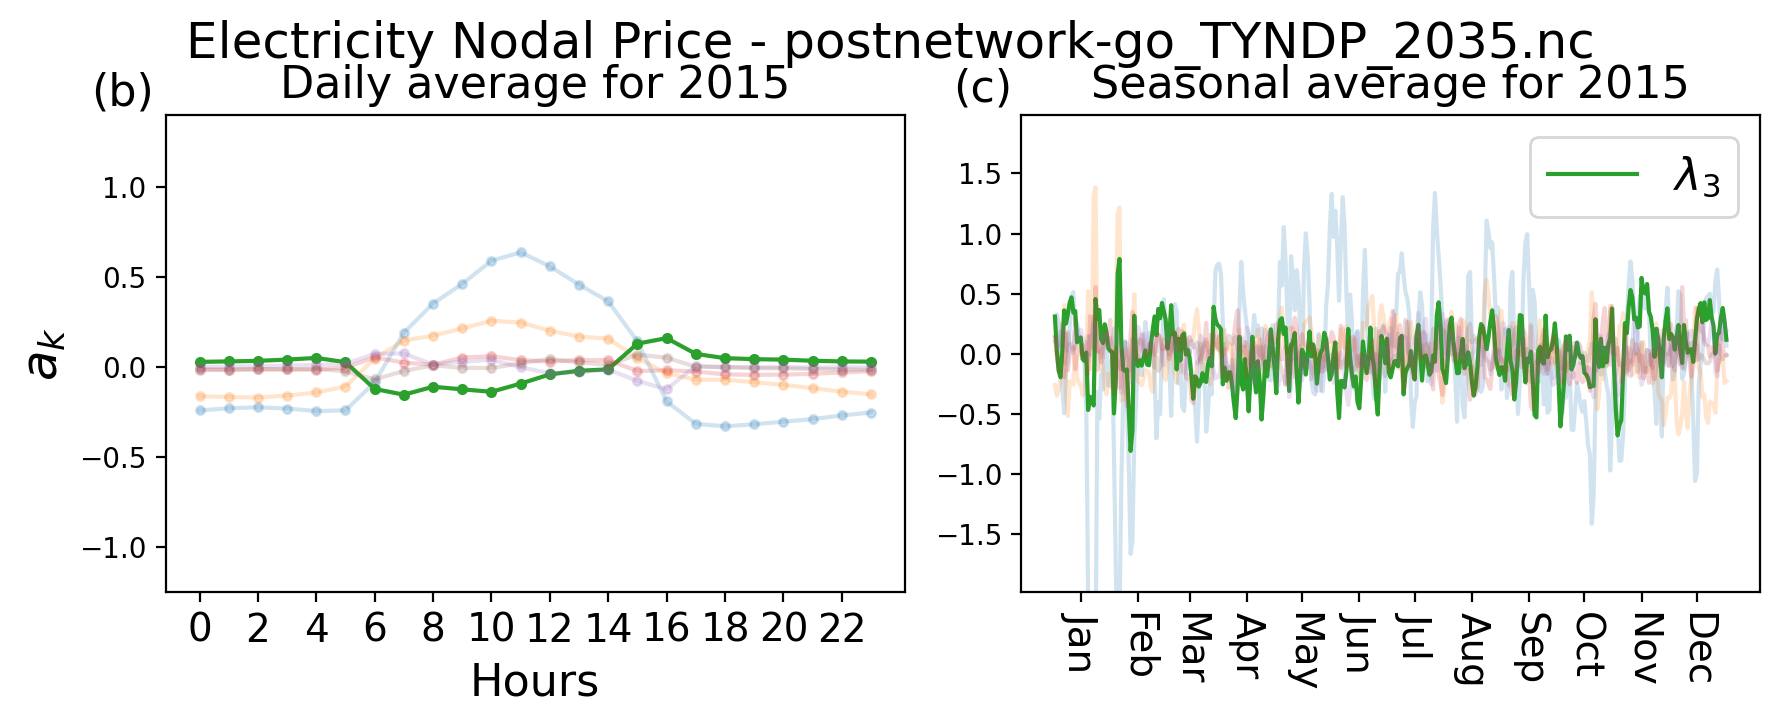 Electricity Nodal Price - postnetwork-go_TYNDP_2035.nc
(b) Daily average for 2015
1.0
0.5
0.0
−0.5
−1.0
a_k
0 2 4 6 8 10 12 14 16 18 20 22
Hours
(c) Seasonal average for 2015
1.5
1.0
0.5
0.0
−0.5
−1.0
−1.5
λ₃
Jan Feb Mar Apr May Jun Jul Aug Sep Oct Nov Dec